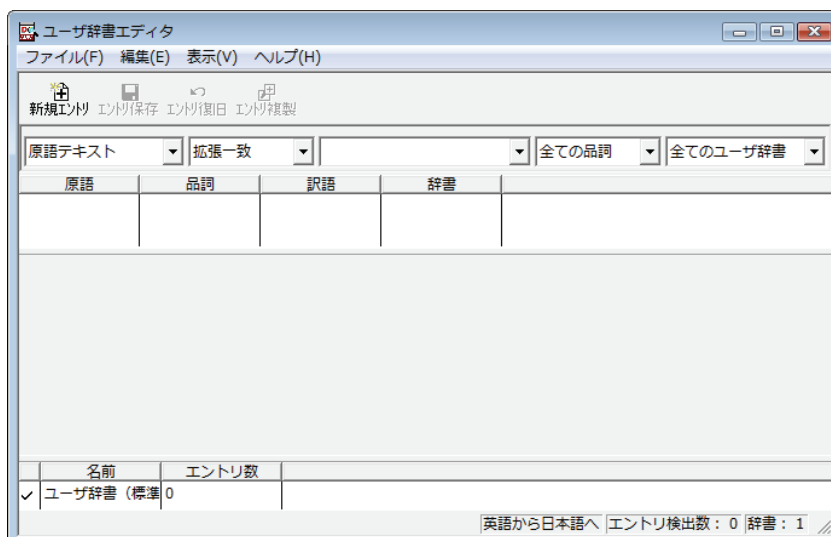 ユーザ辞書エディタ
ファイル(F) 編集(E) 表示(V) ヘルプ(H)
新規エントリ エントリ保存 エントリ復旧 エントリ複製
原語テキスト 拡張一致 全ての品詞 全てのユーザ辞書
原語 品詞 訳語 辞書
名前 エントリ数
ユーザ辞書（標準 0
英語から日本語へ エントリ検出数： 0 辞書： 1